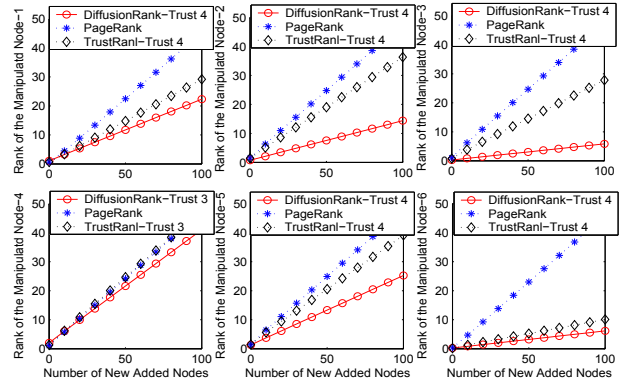 Rank of the Manipulatd Node-1
50
40
30
20
10
0
0
50
100
DiffusionRank-Trust 4
PageRank
TrustRanl-Trust 4
Rank of the Manipulatd Node-2
50
40
30
20
10
0
0
50
100
DiffusionRank-Trust 4
PageRank
TrustRanl-Trust 4
Rank of the Manipulatd Node-3
50
40
30
20
10
0
0
50
100
DiffusionRank-Trust 4
PageRank
TrustRanl-Trust 4
Rank of the Manipulatd Node-4
50
40
30
20
10
0
0
50
100
DiffusionRank-Trust 3
PageRank
TrustRanl-Trust 3
Number of New Added Nodes
Rank of the Manipulatd Node-5
50
40
30
20
10
0
0
50
100
DiffusionRank-Trust 4
PageRank
TrustRanl-Trust 4
Number of New Added Nodes
Rank of the Manipulatd Node-6
50
40
30
20
10
0
0
50
100
DiffusionRank-Trust 4
PageRank
TrustRanl-Trust 4
Number of New Added Nodes